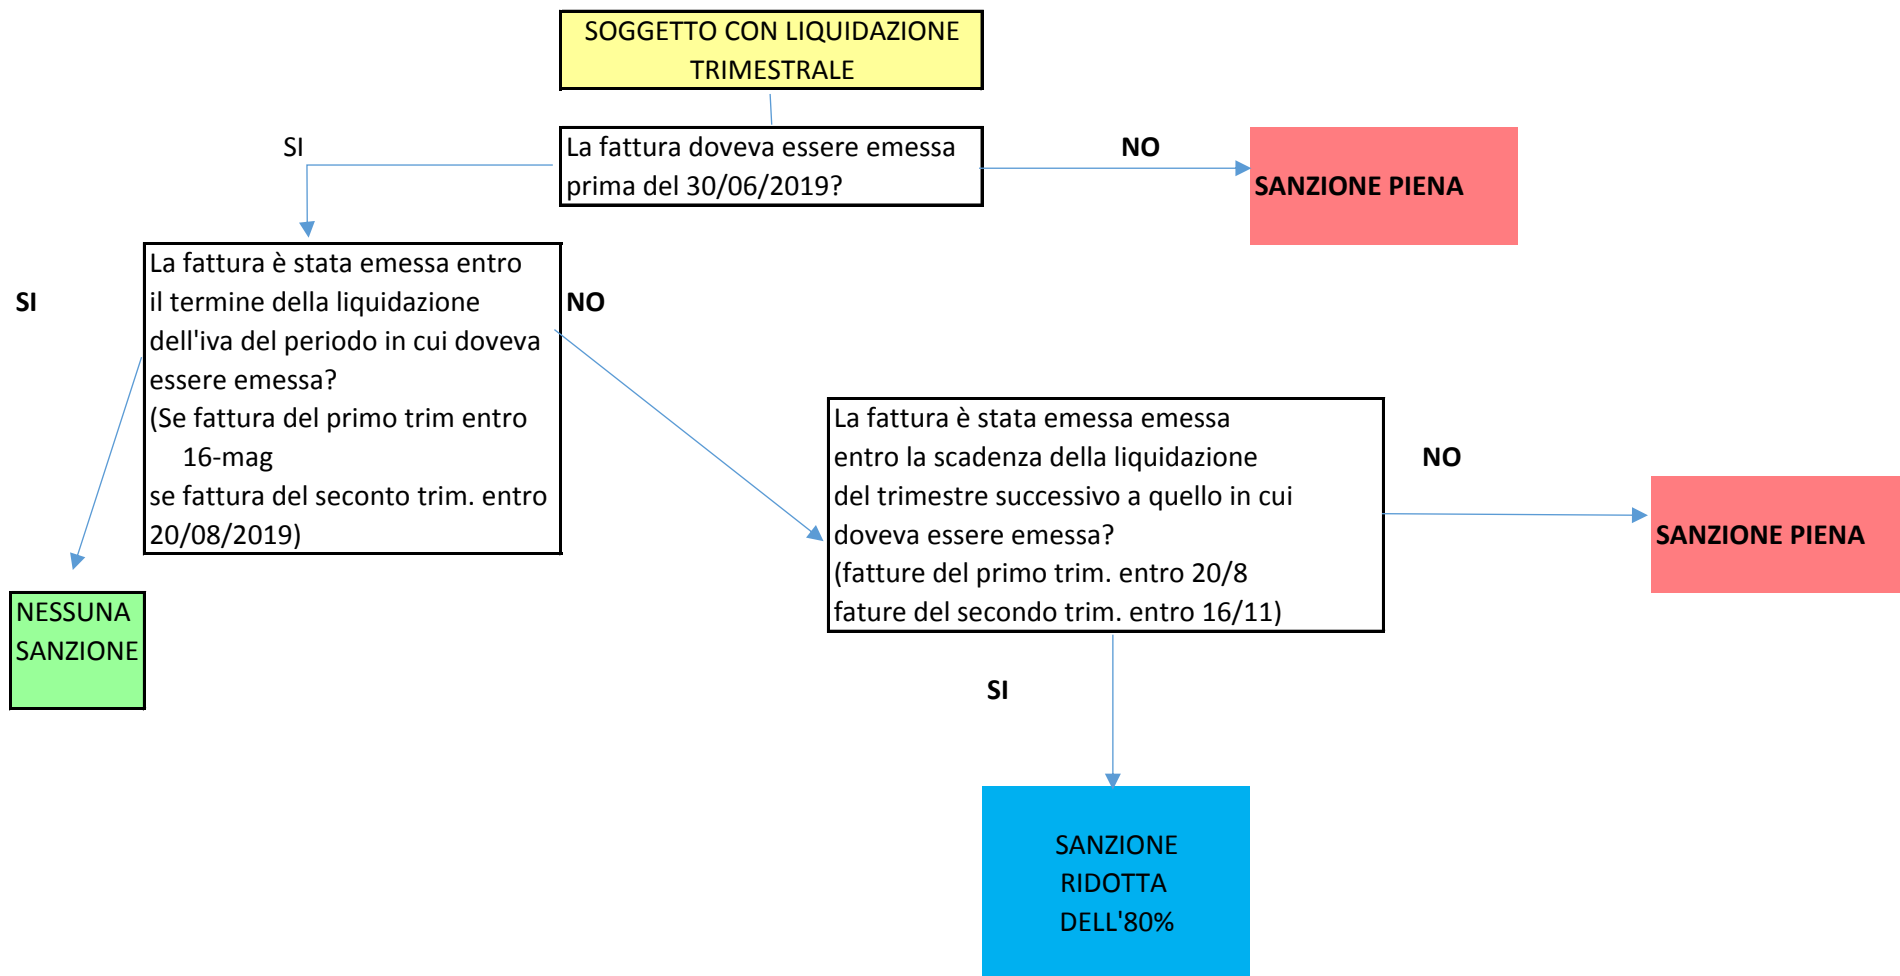 SOGGETTO CON LIQUIDAZIONE
TRIMESTRALE
SI
La fattura doveva essere emessa
prima del 30/06/2019?
NO
SANZIONE PIENA
SI
La fattura è stata emessa entro
il termine della liquidazione
dell'iva del periodo in cui doveva
essere emessa?
(Se fattura del primo trim entro
16-mag
se fattura del seconto trim. entro
20/08/2019)
NO
La fattura è stata emessa emessa
entro la scadenza della liquidazione
del trimestre successivo a quello in cui
doveva essere emessa?
(fatture del primo trim. entro 20/8
fature del secondo trim. entro 16/11)
NO
SANZIONE PIENA
NESSUNA
SANZIONE
SI
SANZIONE
RIDOTTA
DELL'80%